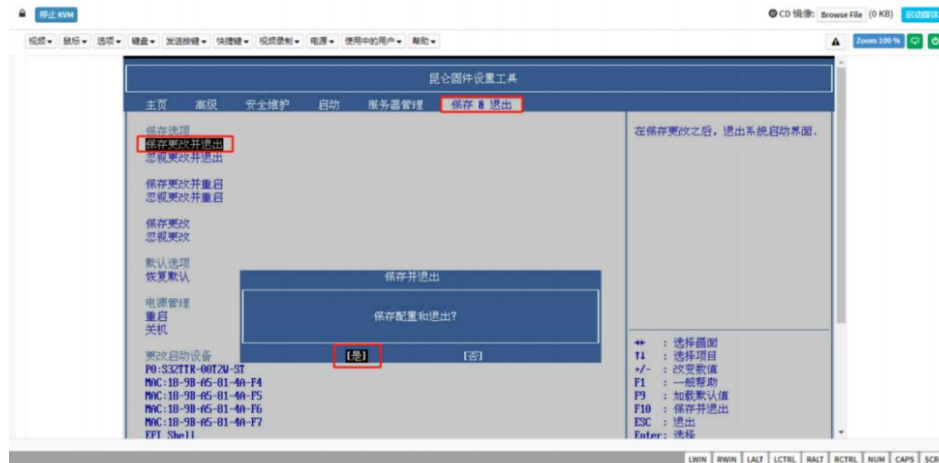 停止 KVM
CD 镜像: Browse File (0 KB) 启动媒体
视频 鼠标 选项 键盘 发送按键 快捷键 视频录制 电源 使用中的用户 帮助
Zoom 100 %
昆仑固件设置工具
主页 高级 安全维护 启动 服务器管理 保存 & 退出
保存选项
保存更改并退出
忽视更改并退出
保存更改并重启
忽视更改并重启
保存更改
忽视更改
默认选项
恢复默认
电源管理
重启
关机
更改启动设备
P0:S32TTR-00T2W-ST
MAC:18-9B-A5-81-4A-F4
MAC:18-9B-A5-81-4A-F5
MAC:18-9B-A5-81-4A-F6
MAC:18-9B-A5-81-4A-F7
EFI Shell
保存并退出
保存配置和退出?
[是] [否]
在保存更改之后，退出系统启动界面.
↔ : 选择画面
↑↓ : 选择项目
+/- : 改变数值
F1 : 一般帮助
F9 : 加载默认值
F10 : 保存并退出
ESC : 退出
Enter: 选择
LWIN RWIN LALT LCTRL RALT RCTRL NUM CAPS SCR